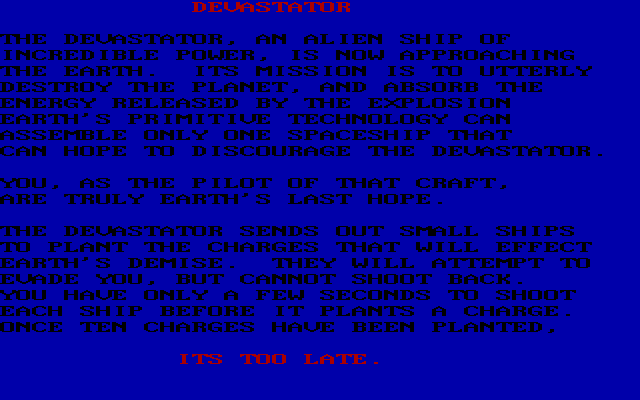 DEVASTATOR
THE DEVASTATOR, AN ALIEN SHIP OF
INCREDIBLE POWER, IS NOW APPROACHING
THE EARTH.  ITS MISSION IS TO UTTERLY
DESTROY THE PLANET, AND ABSORB THE
ENERGY RELEASED BY THE EXPLOSION
EARTH'S PRIMITIVE TECHNOLOGY CAN
ASSEMBLE ONLY ONE SPACESHIP THAT
CAN HOPE TO DISCOURAGE THE DEVASTATOR.
YOU, AS THE PILOT OF THAT CRAFT,
ARE TRULY EARTH'S LAST HOPE.
THE DEVASTATOR SENDS OUT SMALL SHIPS
TO PLANT THE CHARGES THAT WILL EFFECT
EARTH'S DEMISE.  THEY WILL ATTEMPT TO
EVADE YOU, BUT CANNOT SHOOT BACK.
YOU HAVE ONLY A FEW SECONDS TO SHOOT
EACH SHIP BEFORE IT PLANTS A CHARGE.
ONCE TEN CHARGES HAVE BEEN PLANTED,
ITS TOO LATE.